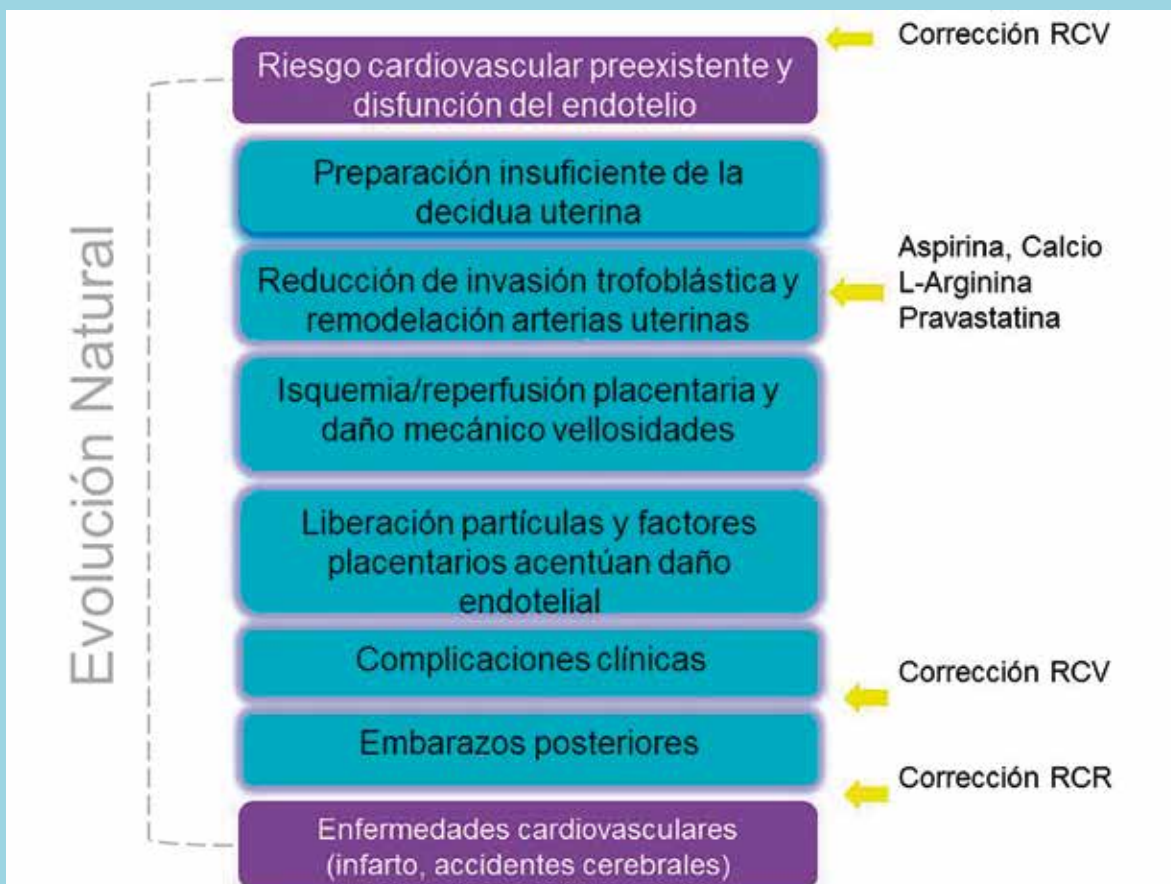 Corrección RCV
Riesgo cardiovascular preexistente y
disfunción del endotelio
Preparación insuficiente de la
decidua uterina
Aspirina, Calcio
L-Arginina
Pravastatina
Reducción de invasión trofoblástica y
remodelación arterias uterinas
Isquemia/reperfusión placentaria y
daño mecánico vellosidades
Liberación partículas y factores
placentarios acentúan daño
endotelial
Complicaciones clínicas
Corrección RCV
Embarazos posteriores
Corrección RCR
Enfermedades cardiovasculares
(infarto, accidentes cerebrales)
Evolución Natural